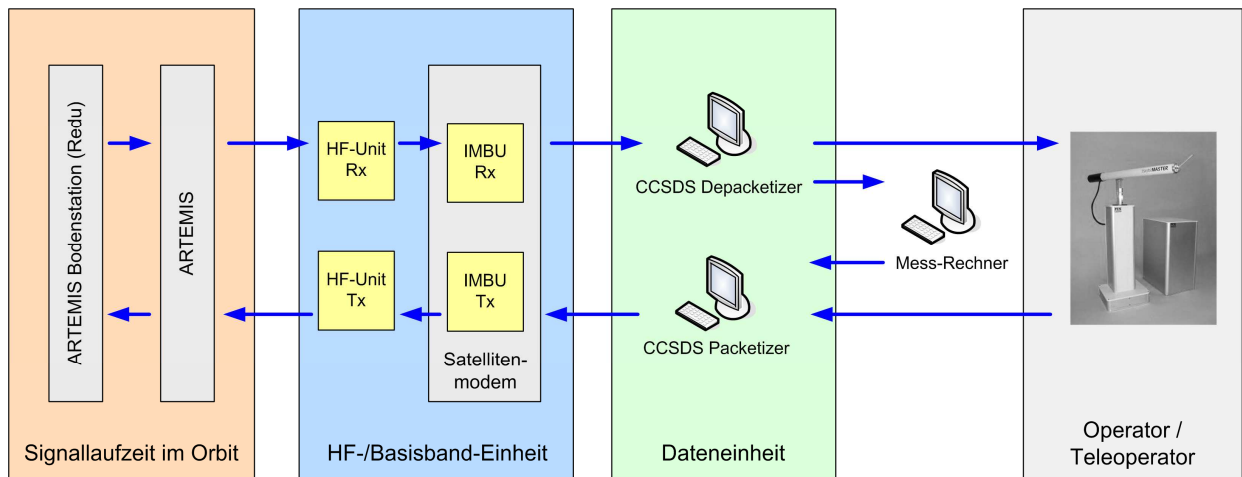 ARTEMIS Bodenstation (Redu)
ARTEMIS
Signallaufzeit im Orbit
HF-Unit
Rx
IMBU
Rx
HF-Unit
Tx
IMBU
Tx
Satelliten-
modem
HF-/Basisband-Einheit
CCSDS Depacketizer
CCSDS Packetizer
Dateneinheit
Mess-Rechner
Operator /
Teleoperator